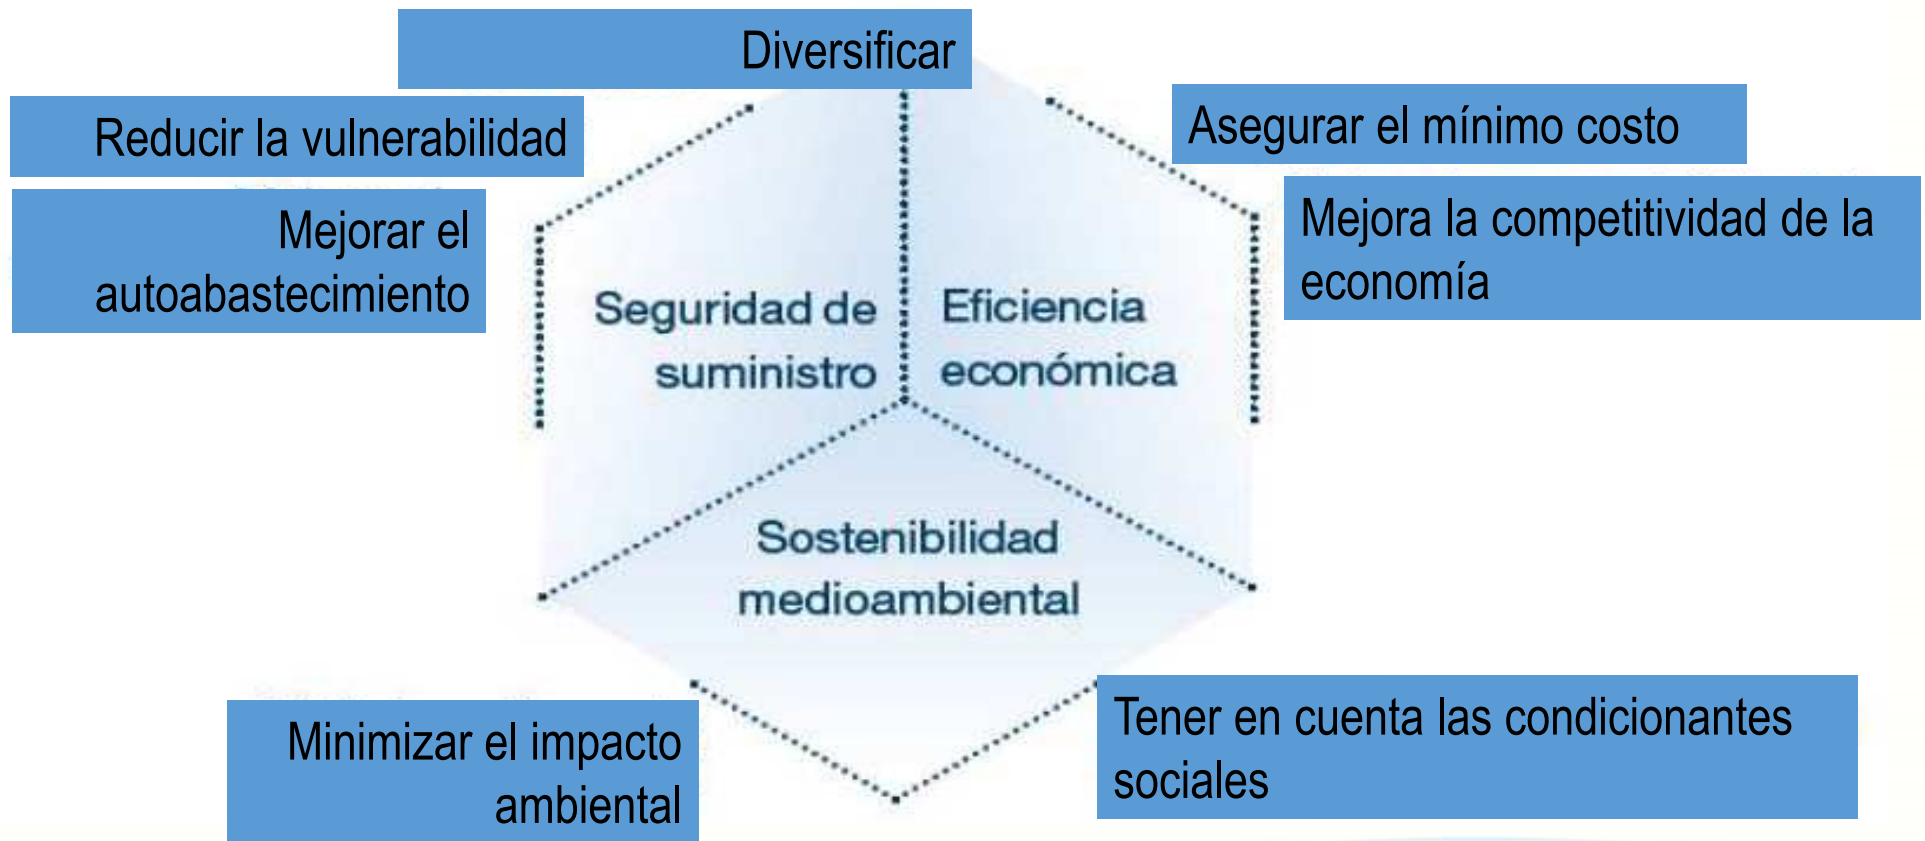 Diversificar
Reducir la vulnerabilidad
Mejorar el
autoabastecimiento
Asegurar el mínimo costo
Mejora la competitividad de la
economía
Seguridad de
suministro
Eficiencia
económica
Sostenibilidad
medioambiental
Minimizar el impacto
ambiental
Tener en cuenta las condicionantes
sociales